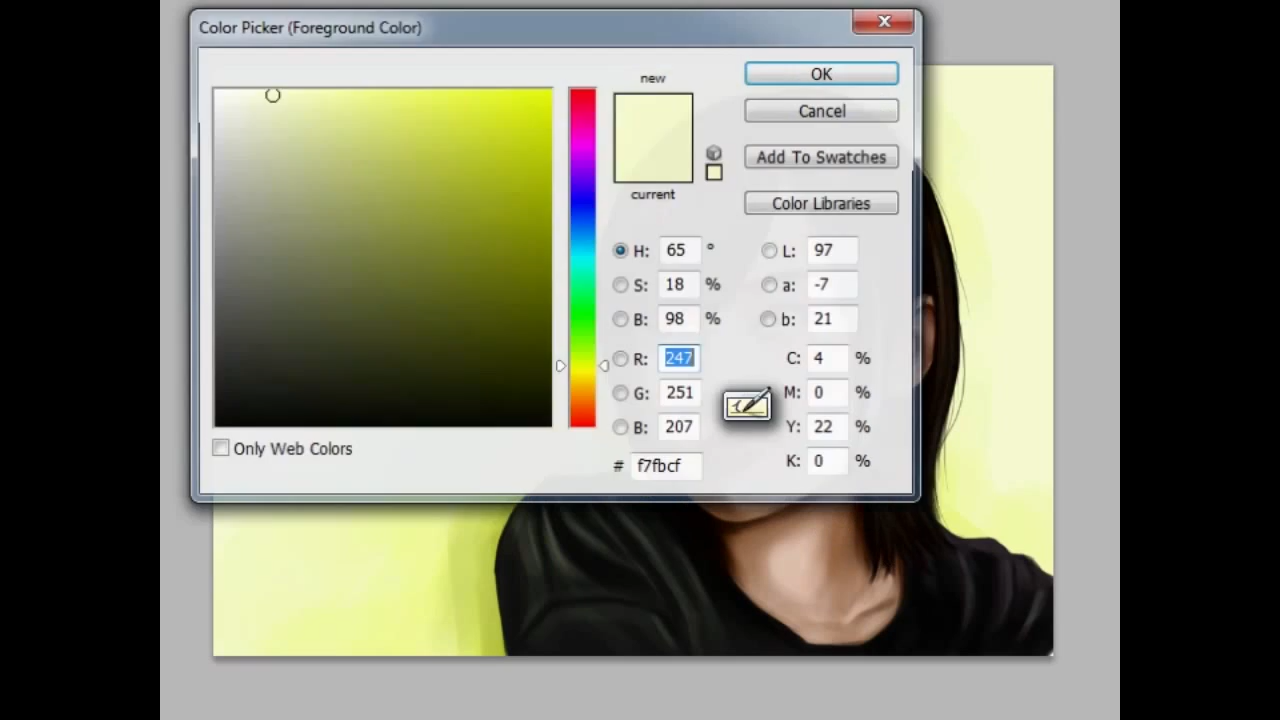 Color Picker (Foreground Color)
new
current
OK
Cancel
Add To Swatches
Color Libraries
H: 65 °
S: 18 %
B: 98 %
R: 247
G: 251
B: 207
# f7fbcf
L: 97
a: -7
b: 21
C: 4 %
M: 0 %
Y: 22 %
K: 0 %
Only Web Colors